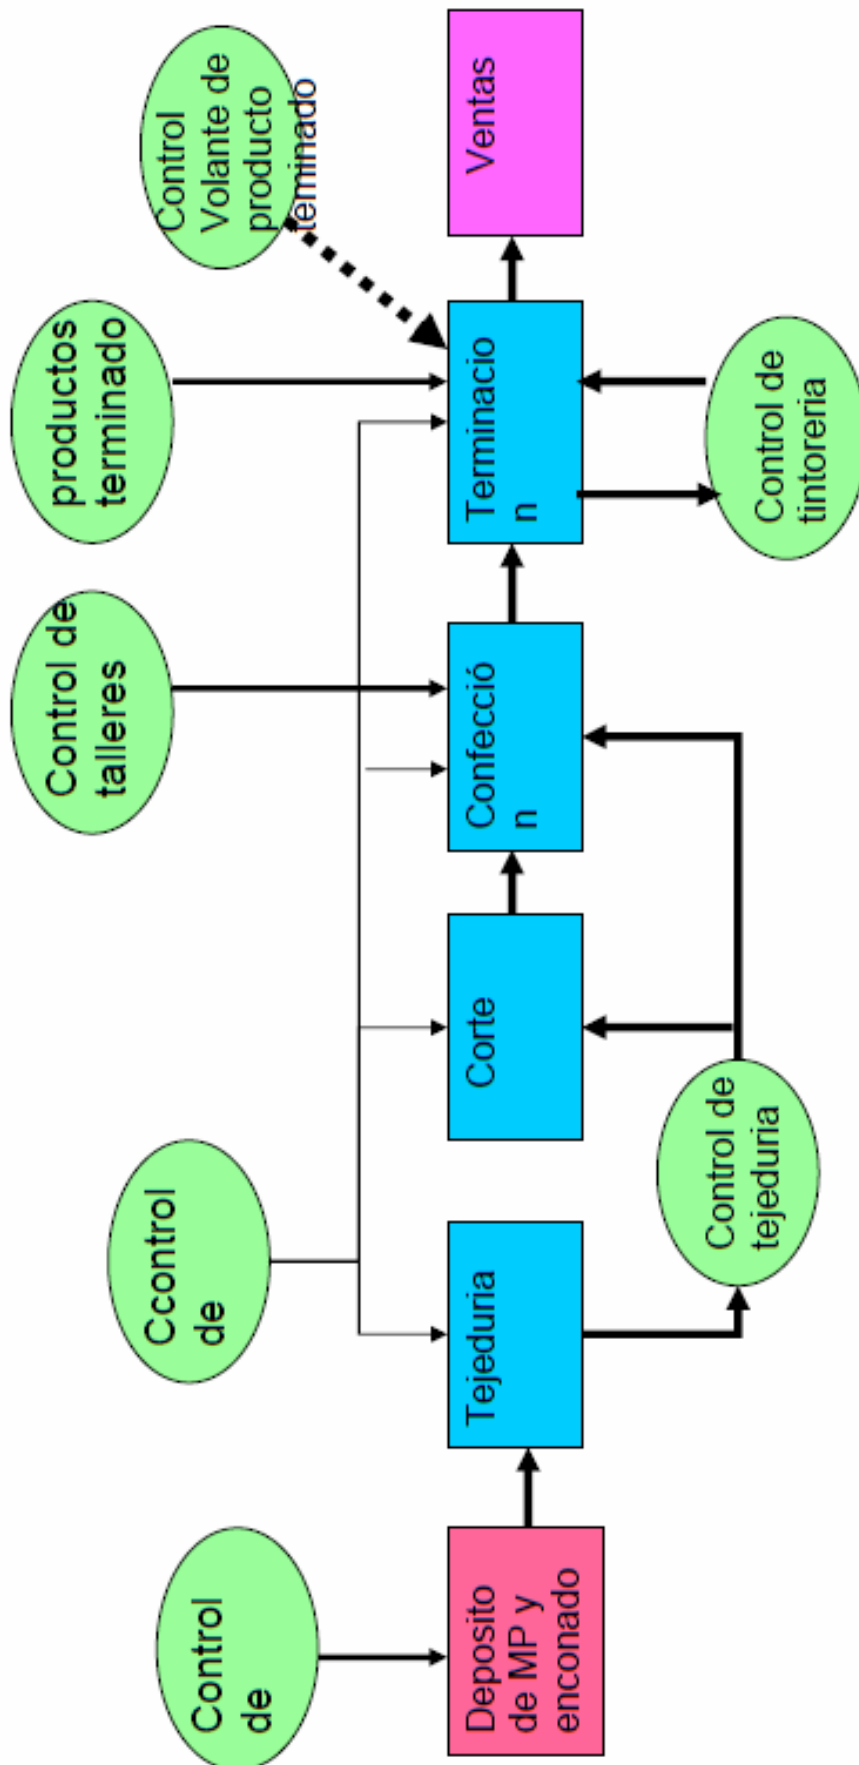 Control
de
Ccontrol
de
Control de
talleres
productos
terminado
Control
Volante de
producto
teminado
Deposito
de MP y
enconado
Tejeduria
Corte
Confecció
n
Terminacio
n
Ventas
Control de
tejeduria
Control de
tintoreria